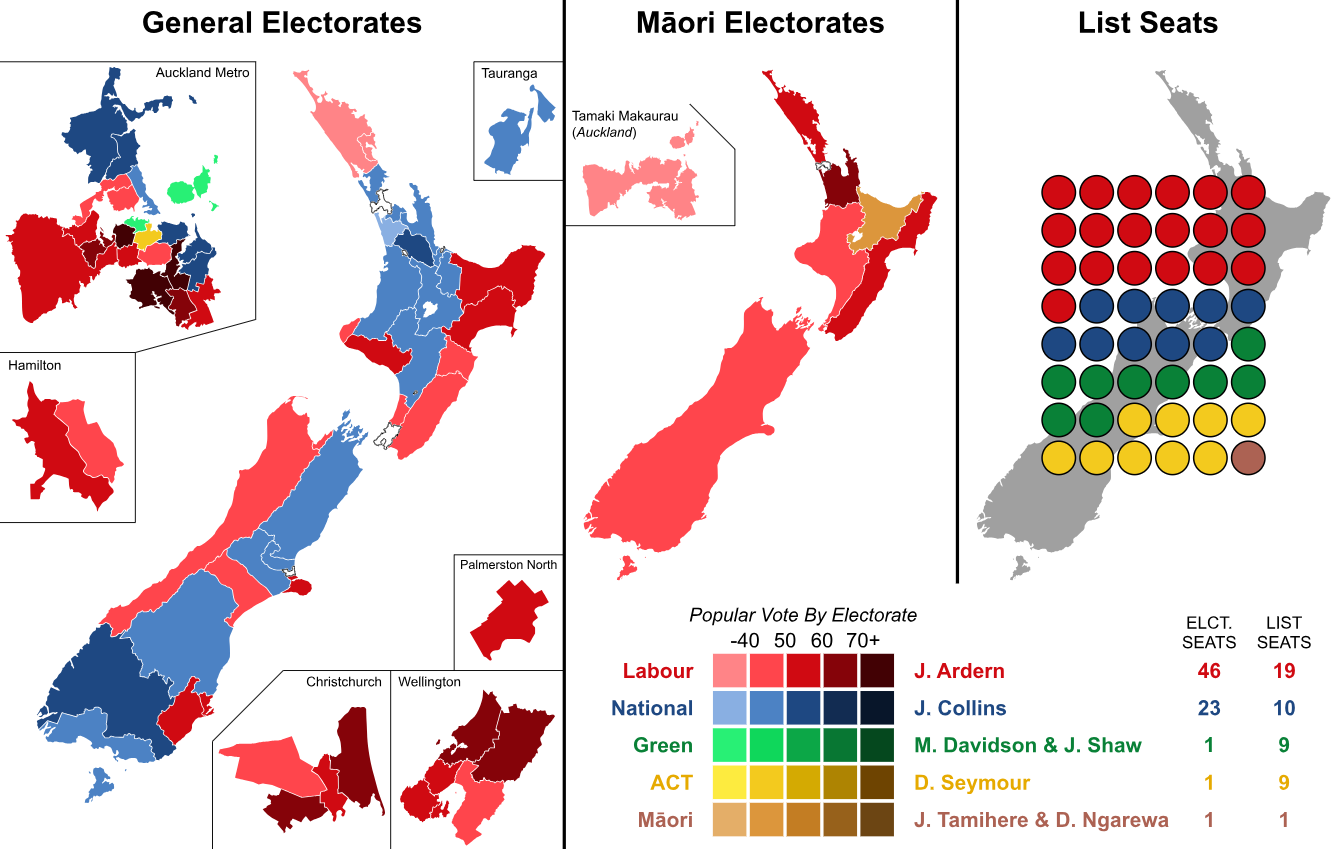 General Electorates
Māori Electorates
List Seats
Auckland Metro
Tauranga
Tamaki Makaurau
(Auckland)
Hamilton
Palmerston North
Christchurch
Wellington
Popular Vote By Electorate
-40 50 60 70+
ELCT. SEATS
LIST SEATS
Labour J. Ardern 46 19
National J. Collins 23 10
Green M. Davidson & J. Shaw 1 9
ACT D. Seymour 1 9
Māori J. Tamihere & D. Ngarewa 1 1